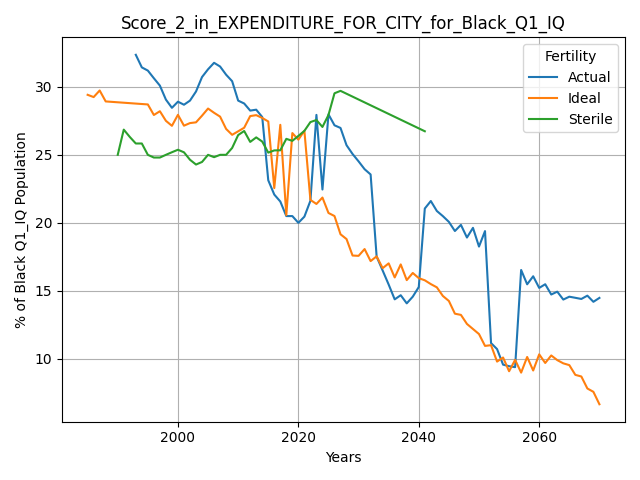 Score_2_in_EXPENDITURE_FOR_CITY_for_Black_Q1_IQ
Fertility
Actual
Ideal
Sterile
% of Black Q1_IQ Population
30
25
20
15
10
2000
2020
2040
2060
Years